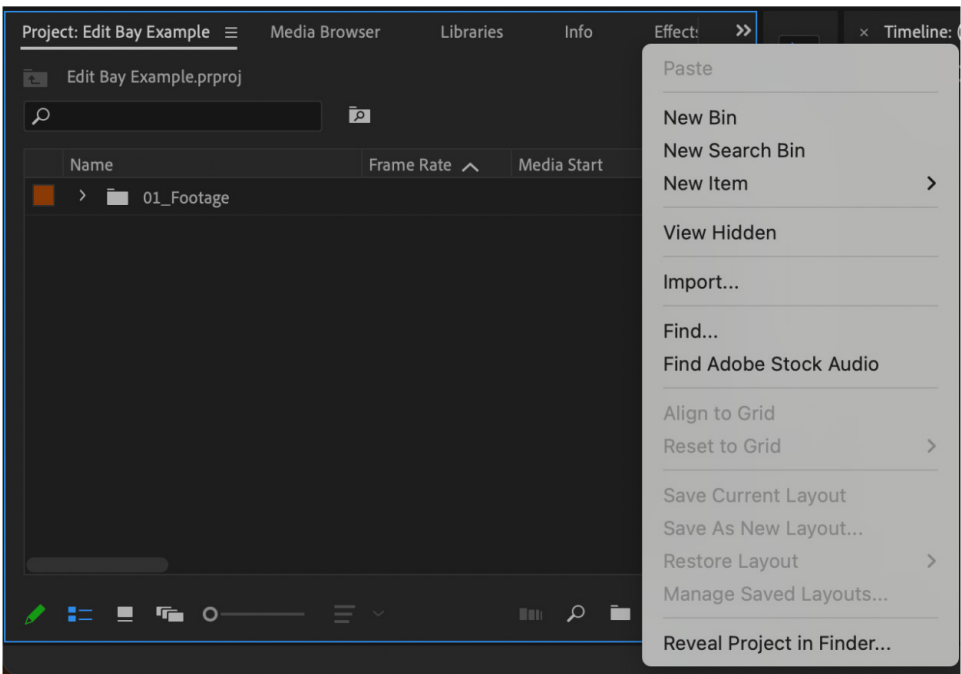 Project: Edit Bay Example ≡ Media Browser Libraries Info Effects >> × Timeline: (
Edit Bay Example.prproj
Name Frame Rate Media Start
01_Footage
Paste
New Bin
New Search Bin
New Item
View Hidden
Import...
Find...
Find Adobe Stock Audio
Align to Grid
Reset to Grid
Save Current Layout
Save As New Layout...
Restore Layout
Manage Saved Layouts...
Reveal Project in Finder...